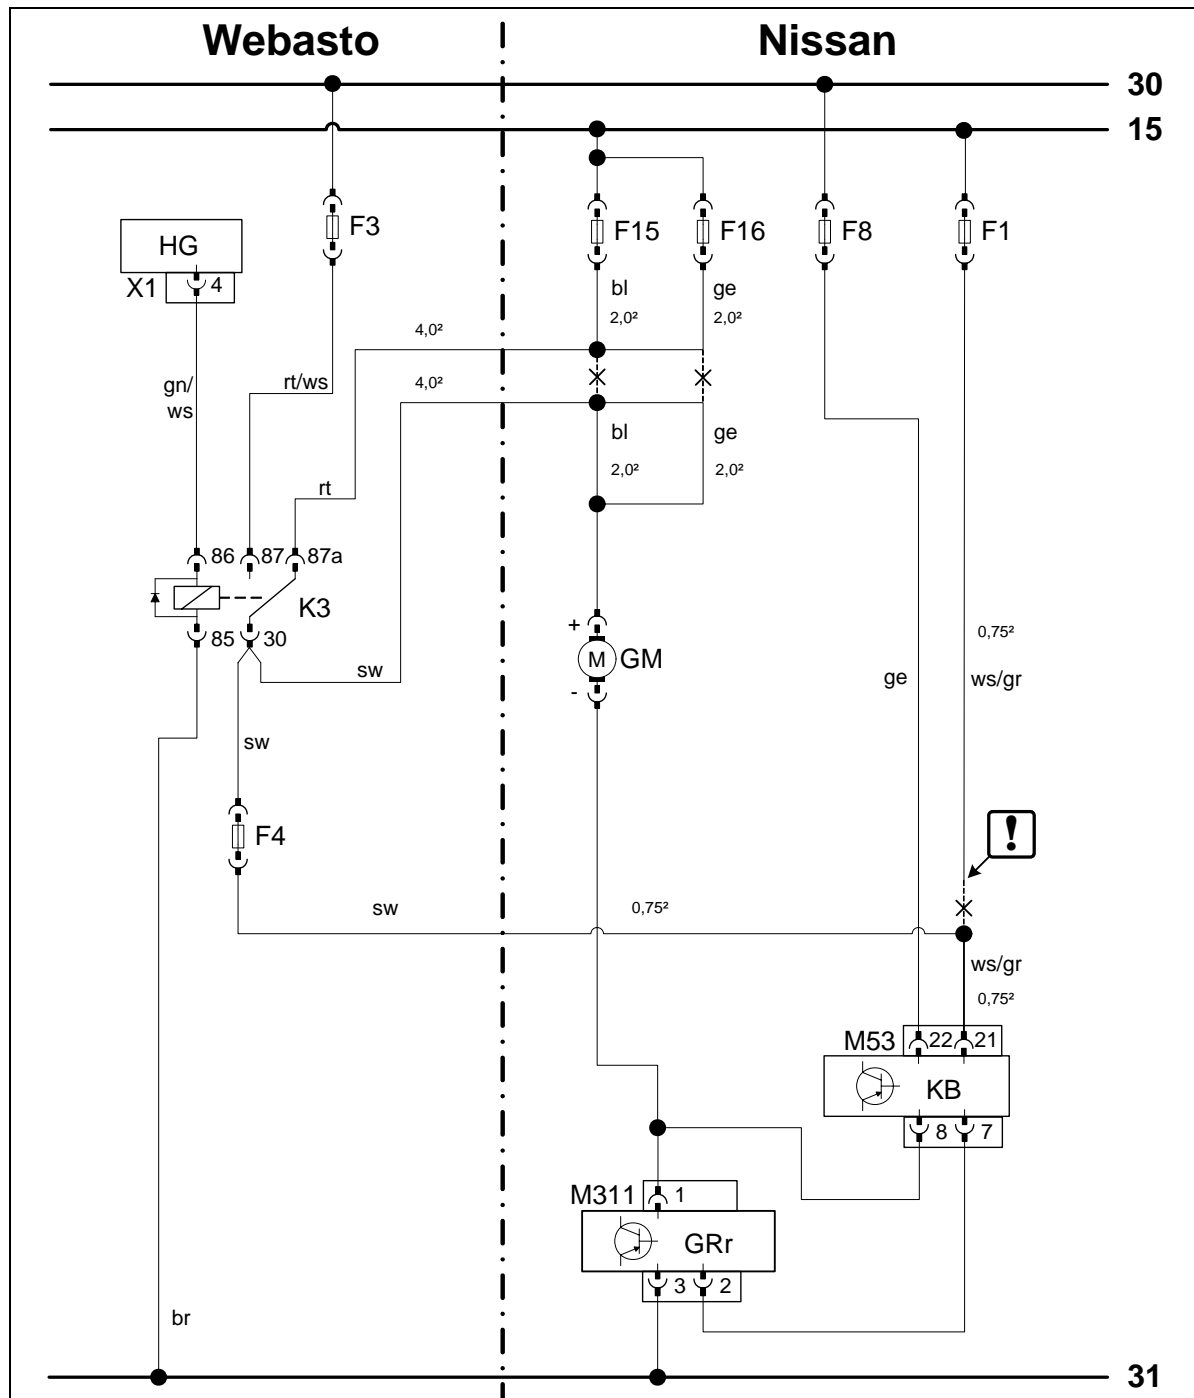 Webasto Nissan
30
15
F3 F15 F16 F8 F1
HG
X1 4
bl ge
2,0² 2,0²
4,0²
gn/
ws
rt/ws
4,0²
bl ge
2,0² 2,0²
rt
86 87 87a
K3
85 30
+
M GM
-
0,75²
sw
ge ws/gr
sw
F4
!
sw 0,75²
ws/gr
0,75²
M53 22 21
KB
8 7
M311 1
GRr
3 2
br
31